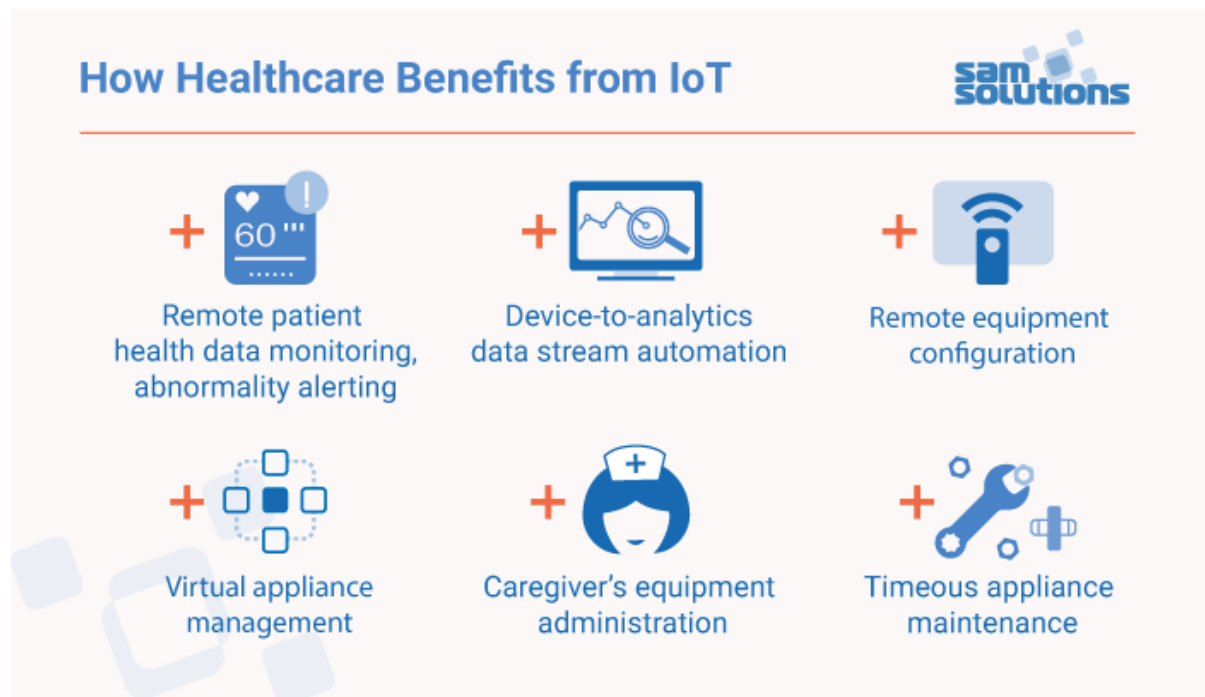 How Healthcare Benefits from IoT
sam
solutions
60 '''
Remote patient
health data monitoring,
abnormality alerting
Device-to-analytics
data stream automation
Remote equipment
configuration
Virtual appliance
management
Caregiver's equipment
administration
Timeous appliance
maintenance